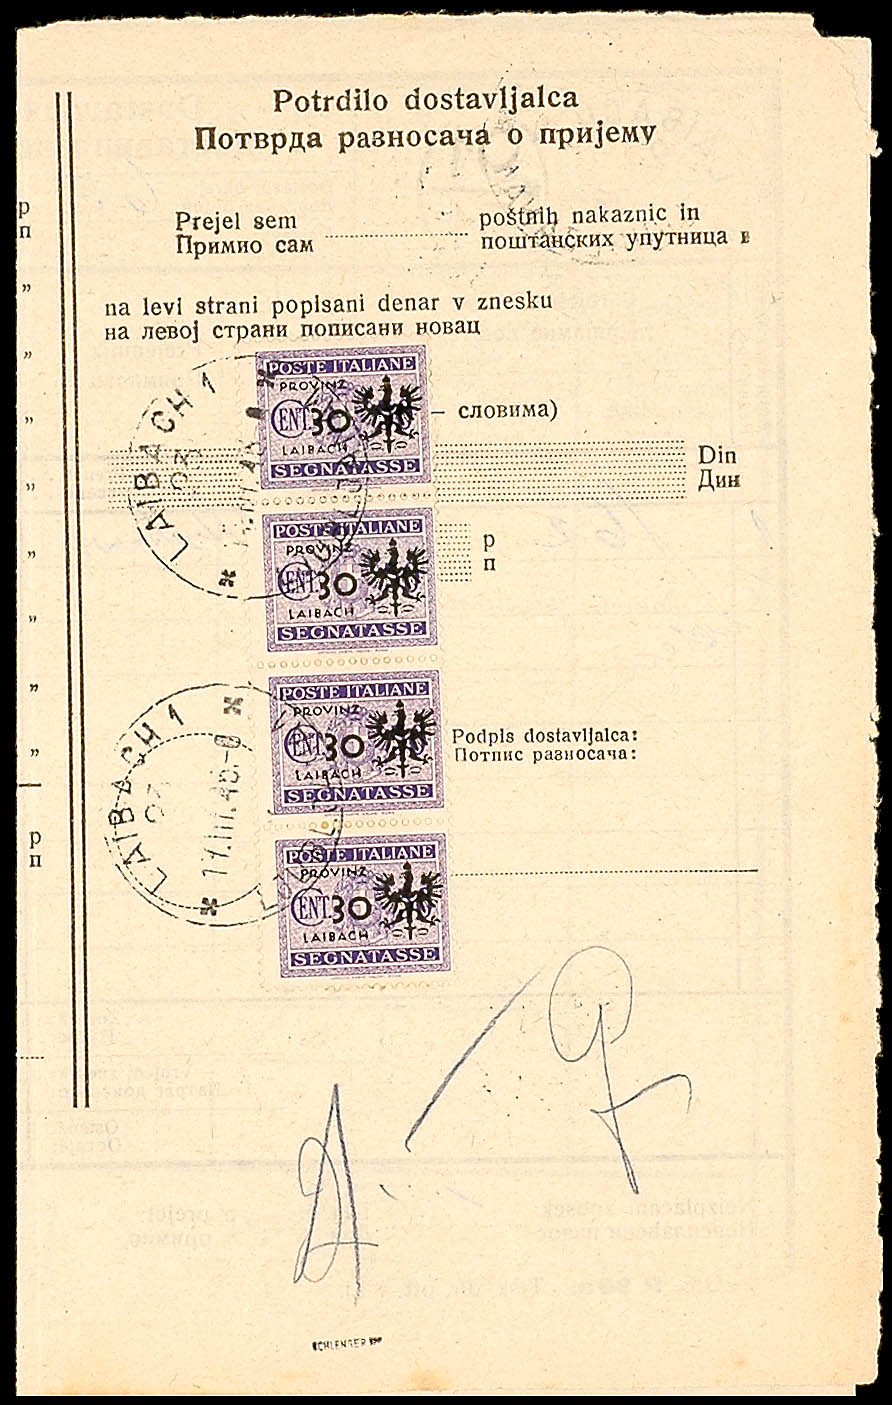 Potrdilo dostavljalca
Потврда разносача о пријему
р
п
Prejel sem
poštnih nakaznic in
Примио сам
поштанских упутница в
na levi strani popisani denar v znesku
на левој страни пописани новац
POSTE ITALIANE
PROVINZ
CENT. 30
LAIBACH
SEGNATASSE
– словима)
LAIBACH 1
Din
Дин
POSTE ITALIANE
PROVINZ
CENT. 30
LAIBACH
SEGNATASSE
р
п
POSTE ITALIANE
PROVINZ
CENT. 30
LAIBACH
SEGNATASSE
LAIBACH 1
Podpis dostavljalca:
Потпис разносача:
р
п
POSTE ITALIANE
PROVINZ
CENT. 30
LAIBACH
SEGNATASSE